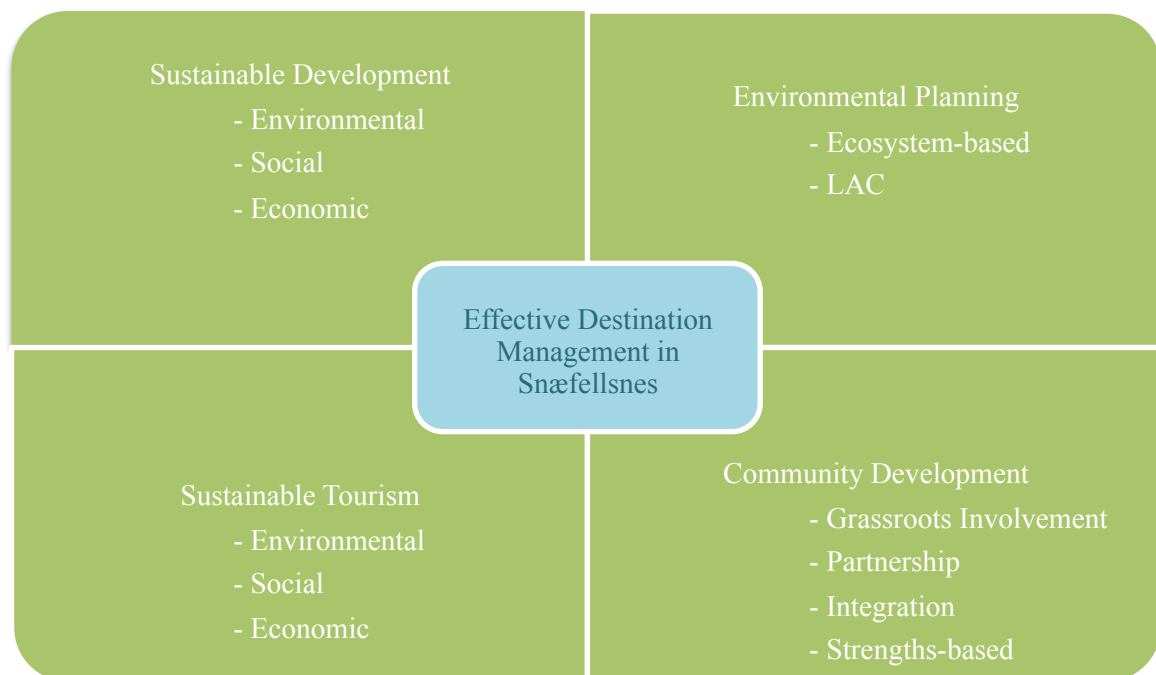 Sustainable Development
- Environmental
- Social
- Economic
Environmental Planning
- Ecosystem-based
- LAC
Effective Destination
Management in
Snæfellsnes
Sustainable Tourism
- Environmental
- Social
- Economic
Community Development
- Grassroots Involvement
- Partnership
- Integration
- Strengths-based